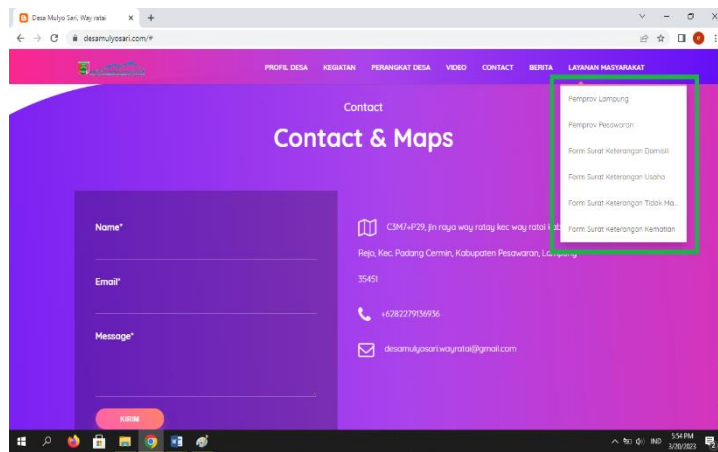 Desa Mulyo Sari, Way ratai
desamulyosari.com/#
PROFIL DESA KEGIATAN PERANGKAT DESA VIDEO CONTACT BERITA LAYANAN MASYARAKAT
Pemprov Lampung
Pemprov Pesawaran
Form Surat Keterangan Domisili
Form Surat Keterangan Usaha
Form Surat Keterangan Tidak Ma...
Form Surat Keterangan Kematian
Contact
Contact & Maps
Name*
Email*
Message*
KIRIM
C3M7+P29, jln raya way ratay kec way ratai
Rejo, Kec. Padang Cermin, Kabupaten Pesawaran,
35451
+6282279136936
desamulyosari.wayratai@gmail.com
IND
5:54 PM
3/20/2023